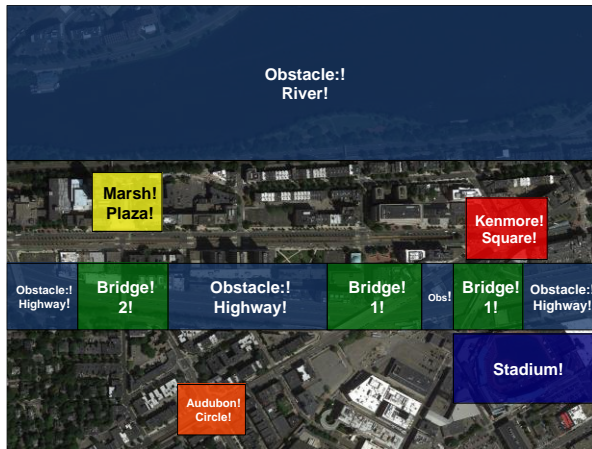 Obstacle:!
River!
Marsh!
Plaza!
Kenmore!
Square!
Obstacle:!
Highway!
Bridge!
2!
Obstacle:!
Highway!
Bridge!
1!
Obs!
Bridge!
1!
Obstacle:!
Highway!
Stadium!
Audubon!
Circle!